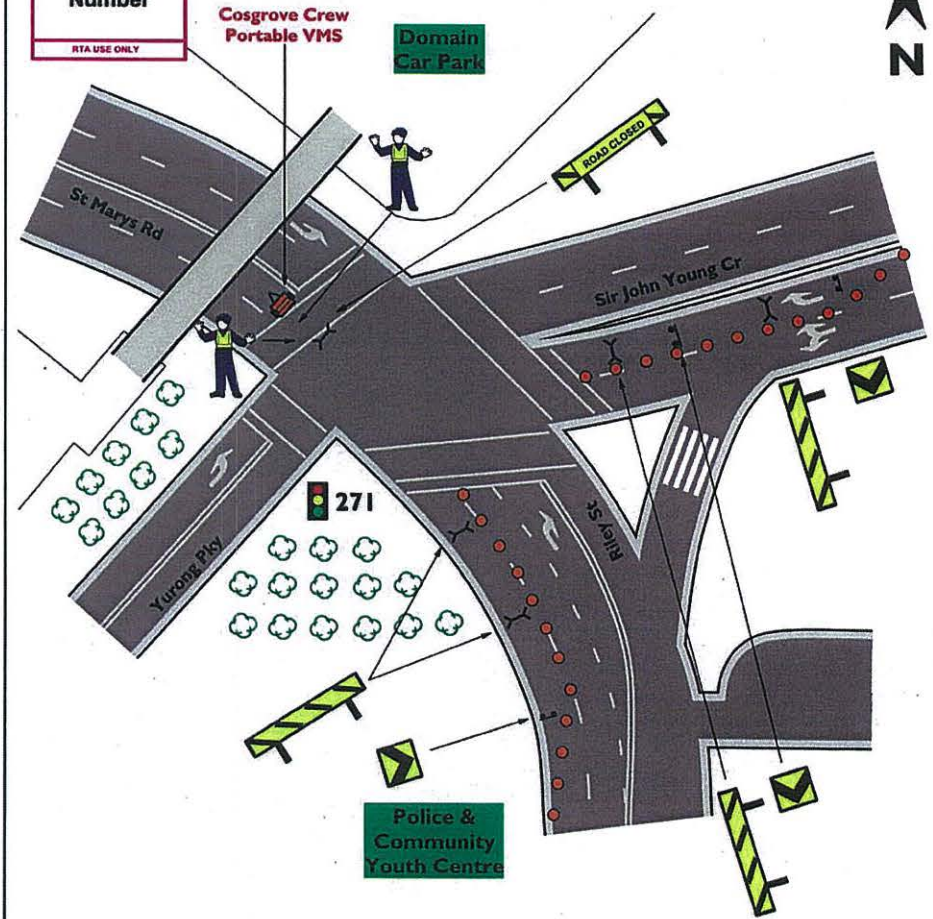 Number
RTA USE ONLY
Cosgrove Crew
Portable VMS
Domain
Car Park
N
ROAD CLOSED
St Marys Rd
Sir John Young Cr
271
Riley St
Yurong Pky
Police &
Community
Youth Centre